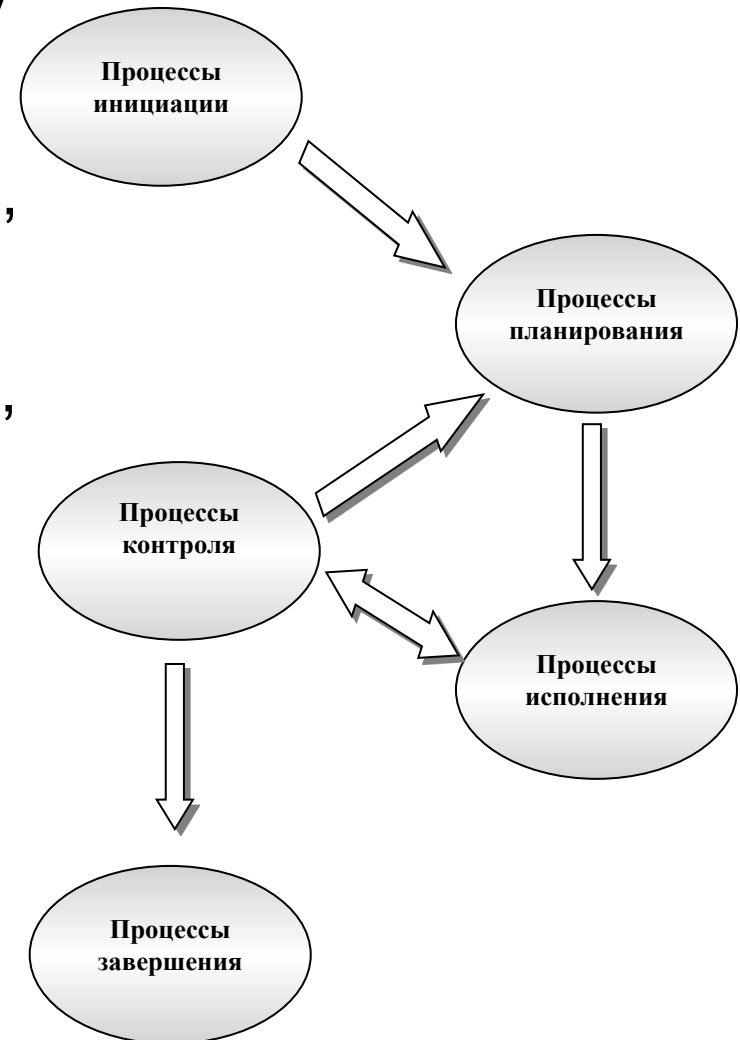 Процессы
инициации
,
Процессы
планирования
,
Процессы
контроля
Процессы
исполнения
Процессы
завершения